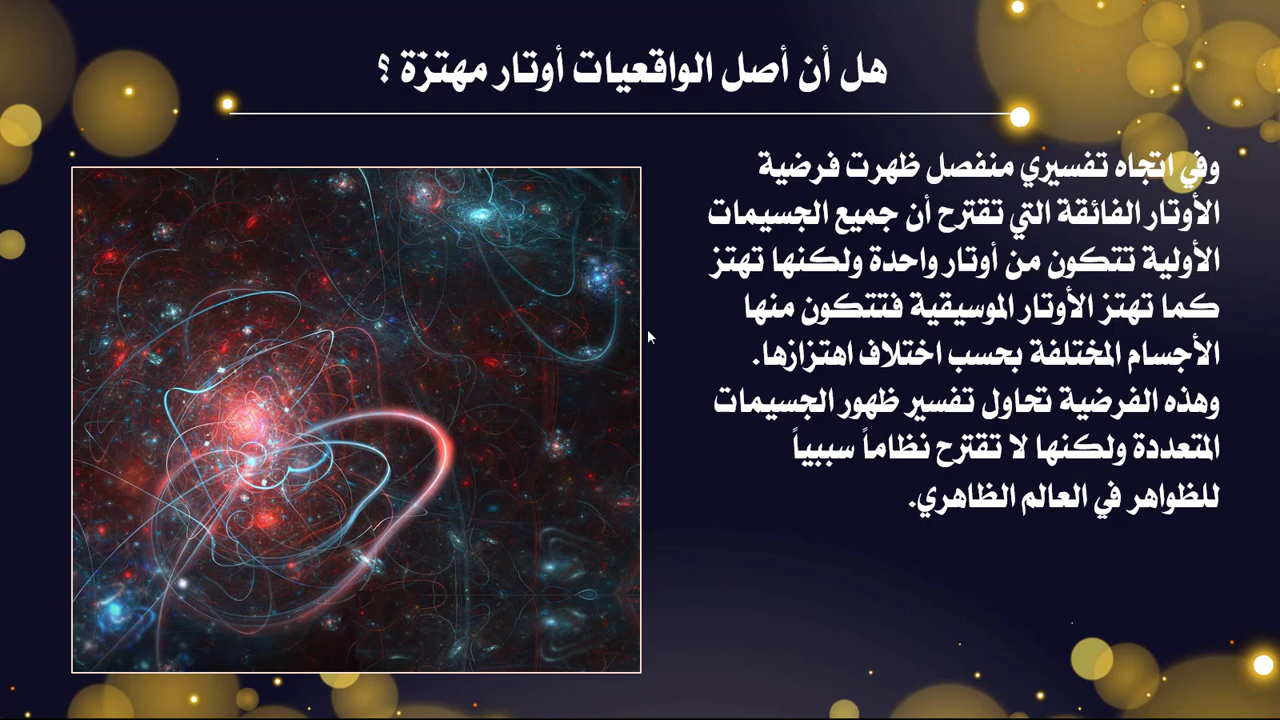 هل أن أصل الواقعيات أوتار مهتزة ؟
وفي اتجاه تفسيري منفصل ظهرت فرضية
الأوتار الفائقة التي تقترح أن جميع الجسيمات
الأولية تتكون من أوتار واحدة ولكنها تهتز
كما تهتز الأوتار الموسيقية فتتكون منها
الأجسام المختلفة بحسب اختلاف اهتزازها.
وهذه الفرضية تحاول تفسير ظهور الجسيمات
المتعددة ولكنها لا تقترح نظاماً سببياً
للظواهر في العالم الظاهري.